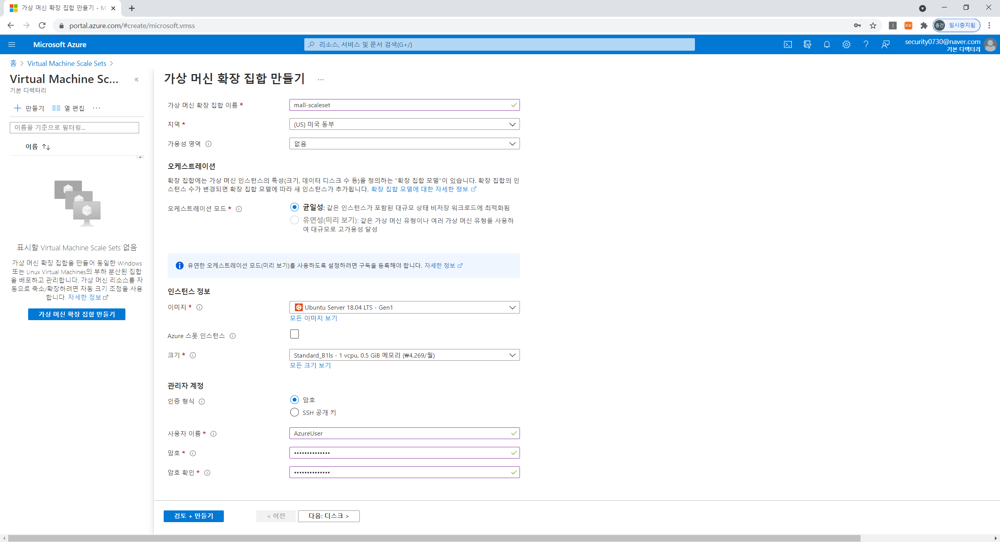 가상 머신 확장 집합 만들기 - M
portal.azure.com/#create/microsoft.vmss
EX
충건 일시중지됨
Microsoft Azure
리소스, 서비스 및 문서 검색(G+/)
security0730@naver.com
기본 디렉터리
홈 > Virtual Machine Scale Sets >
Virtual Machine Sc... «
기본 디렉터리
+ 만들기 열 편집 ...
이름을 기준으로 필터링...
이름 ↑↓
표시할 Virtual Machine Scale Sets 없음
가상 머신 확장 집합을 만들어 동일한 Windows
또는 Linux Virtual Machines의 부하 분산된 집합
을 배포하고 관리합니다. 가상 머신 리소스를 자
동으로 축소/확장하려면 자동 크기 조정을 사용
합니다. 자세한 정보
가상 머신 확장 집합 만들기
가상 머신 확장 집합 만들기 ...
가상 머신 확장 집합 이름 * mall-scaleset
지역 * (US) 미국 동부
가용성 영역 없음
오케스트레이션
확장 집합에는 가상 머신 인스턴스의 특성(크기, 데이터 디스크 수 등)을 정의하는 "확장 집합 모델"이 있습니다. 확장 집합의 인
스턴스 수가 변경되면 확장 집합 모델에 따라 새 인스턴스가 추가됩니다. 확장 집합 모델에 대한 자세한 정보
오케스트레이션 모드 * 균일성: 같은 인스턴스가 포함된 대규모 상태 비저장 워크로드에 최적화됨
유연성(미리 보기): 같은 가상 머신 유형이나 여러 가상 머신 유형을 사용하
여 대규모로 고가용성 달성
유연한 오케스트레이션 모드(미리 보기)를 사용하도록 설정하려면 구독을 등록해야 합니다. 자세한 정보
인스턴스 정보
이미지 * Ubuntu Server 18.04 LTS - Gen1
모든 이미지 보기
Azure 스폿 인스턴스
크기 * Standard_B1ls - 1 vcpu, 0.5 GiB 메모리 (₩4,269/월)
모든 크기 보기
관리자 계정
인증 형식 암호
SSH 공개 키
사용자 이름 * AzureUser
암호 * ••••••••••••••
암호 확인 * ••••••••••••••
검토 + 만들기 < 이전 다음: 디스크 >